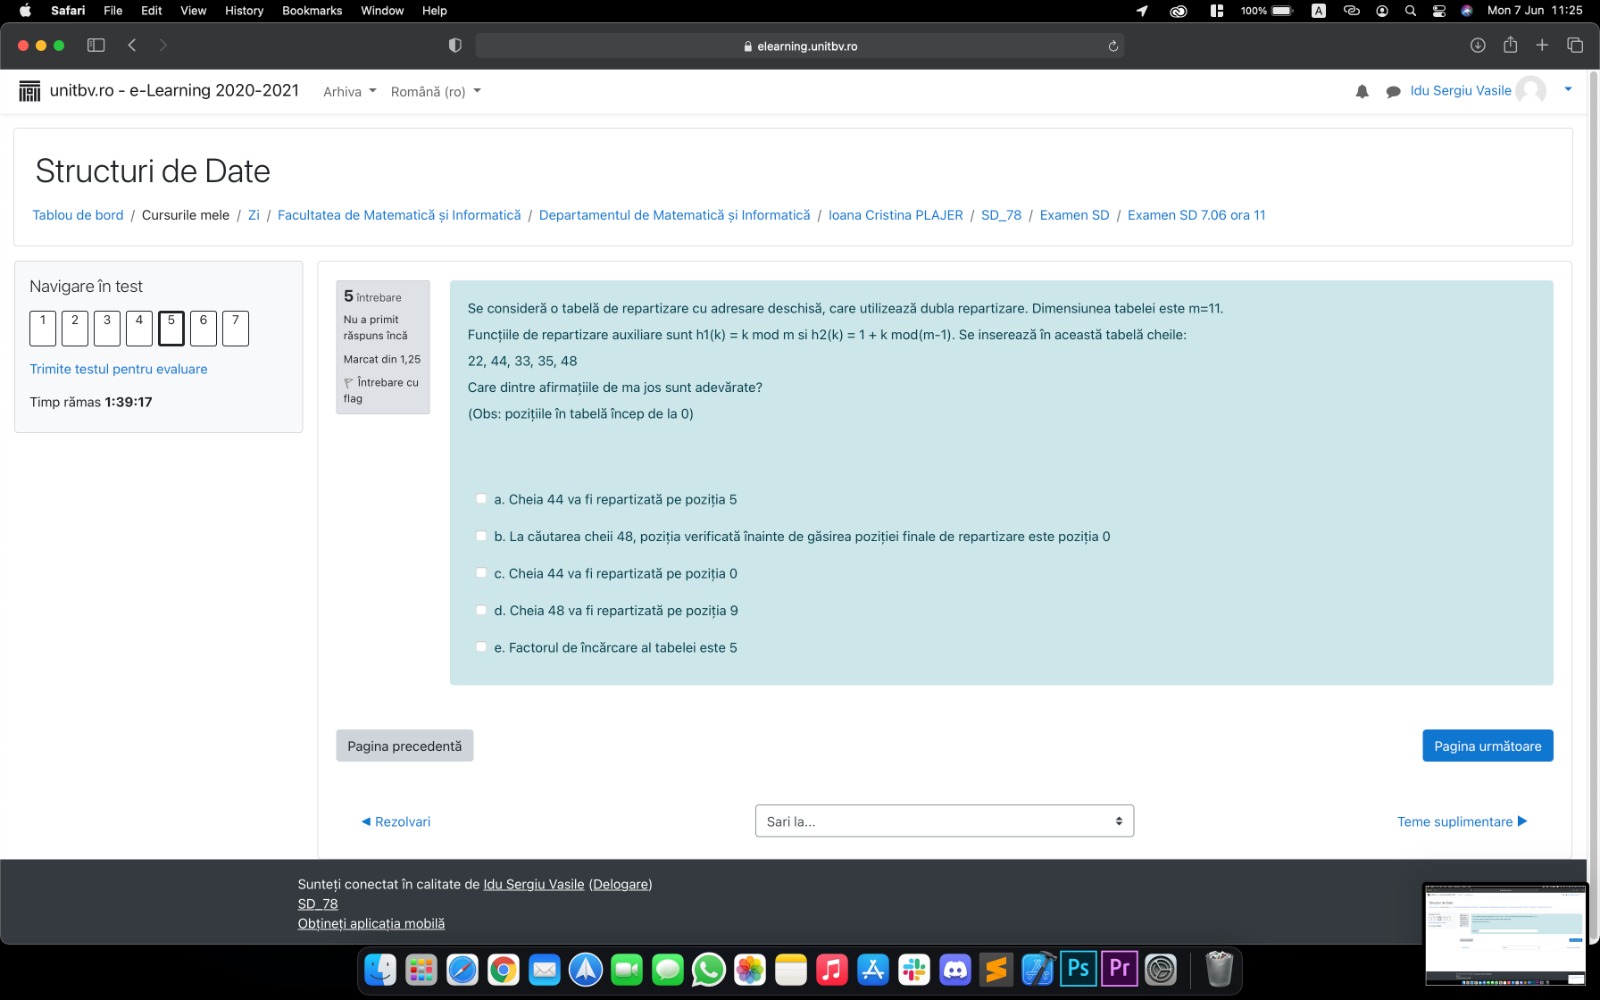 Safari File Edit View History Bookmarks Window Help 100% A Mon 7 Jun 11:25
elearning.unitbv.ro
unitbv.ro - e-Learning 2020-2021 Arhiva Română (ro) Idu Sergiu Vasile
Structuri de Date
Tablou de bord / Cursurile mele / Zi / Facultatea de Matematică și Informatică / Departamentul de Matematică și Informatică / Ioana Cristina PLAJER / SD_78 / Examen SD / Examen SD 7.06 ora 11
Navigare în test
1 2 3 4 5 6 7
Trimite testul pentru evaluare
Timp rămas 1:39:17
5 întrebare
Nu a primit
răspuns încă
Marcat din 1,25
Întrebare cu
flag
Se consideră o tabelă de repartizare cu adresare deschisă, care utilizează dubla repartizare. Dimensiunea tabelei este m=11.
Funcțiile de repartizare auxiliare sunt h1(k) = k mod m si h2(k) = 1 + k mod(m-1). Se inserează în această tabelă cheile:
22, 44, 33, 35, 48
Care dintre afirmațiile de ma jos sunt adevărate?
(Obs: pozițiile în tabelă încep de la 0)
a. Cheia 44 va fi repartizată pe poziția 5
b. La căutarea cheii 48, poziția verificată înainte de găsirea poziției finale de repartizare este poziția 0
c. Cheia 44 va fi repartizată pe poziția 0
d. Cheia 48 va fi repartizată pe poziția 9
e. Factorul de încărcare al tabelei este 5
Pagina precedentă
Pagina următoare
◄ Rezolvari
Sari la...
Teme suplimentare ►
Sunteți conectat în calitate de Idu Sergiu Vasile (Delogare)
SD_78
Obțineți aplicația mobilă
Ps Pr